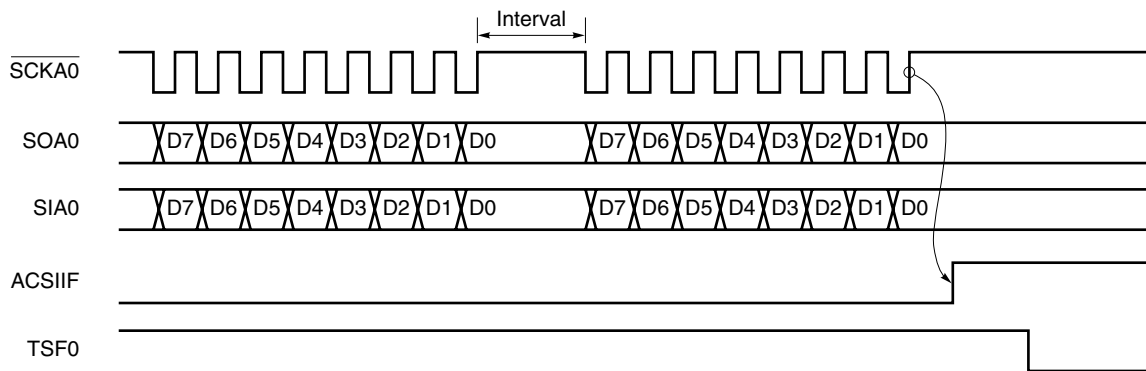 Interval
SCKA0
SOA0 D7 D6 D5 D4 D3 D2 D1 D0 D7 D6 D5 D4 D3 D2 D1 D0
SIA0 D7 D6 D5 D4 D3 D2 D1 D0 D7 D6 D5 D4 D3 D2 D1 D0
ACSIIF
TSF0